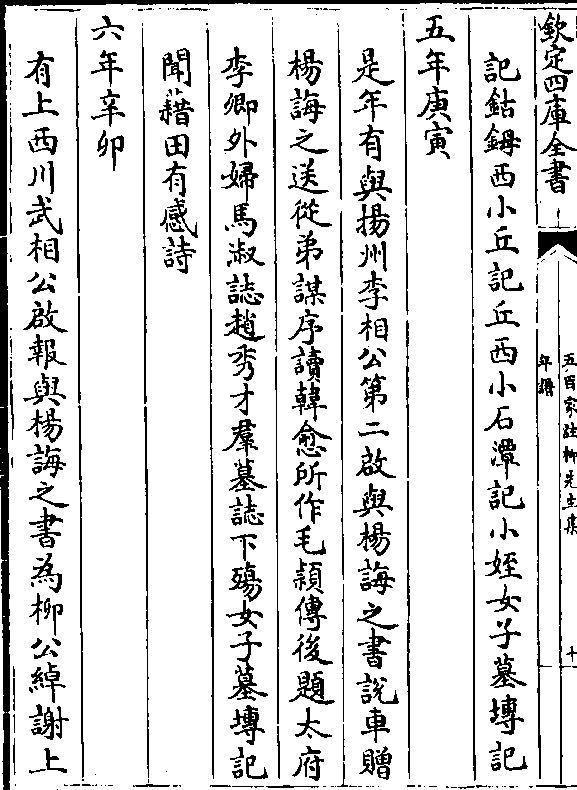 欽定四庫全書
五百家註柳先生集
年譜
十
記鈷鉧西小丘記丘西小石潭記小姪女子墓塼記
五年庚寅
是年有與揚州李相公第二啟與楊誨之書說車贈
楊誨之送從弟謀序讀韓愈所作毛頴傳後題太府
李卿外婦馬淑誌趙秀才羣墓誌下殤女子墓塼記
聞藉田有感詩
六年辛卯
有上西川武相公啟報與楊誨之書為柳公綽謝上